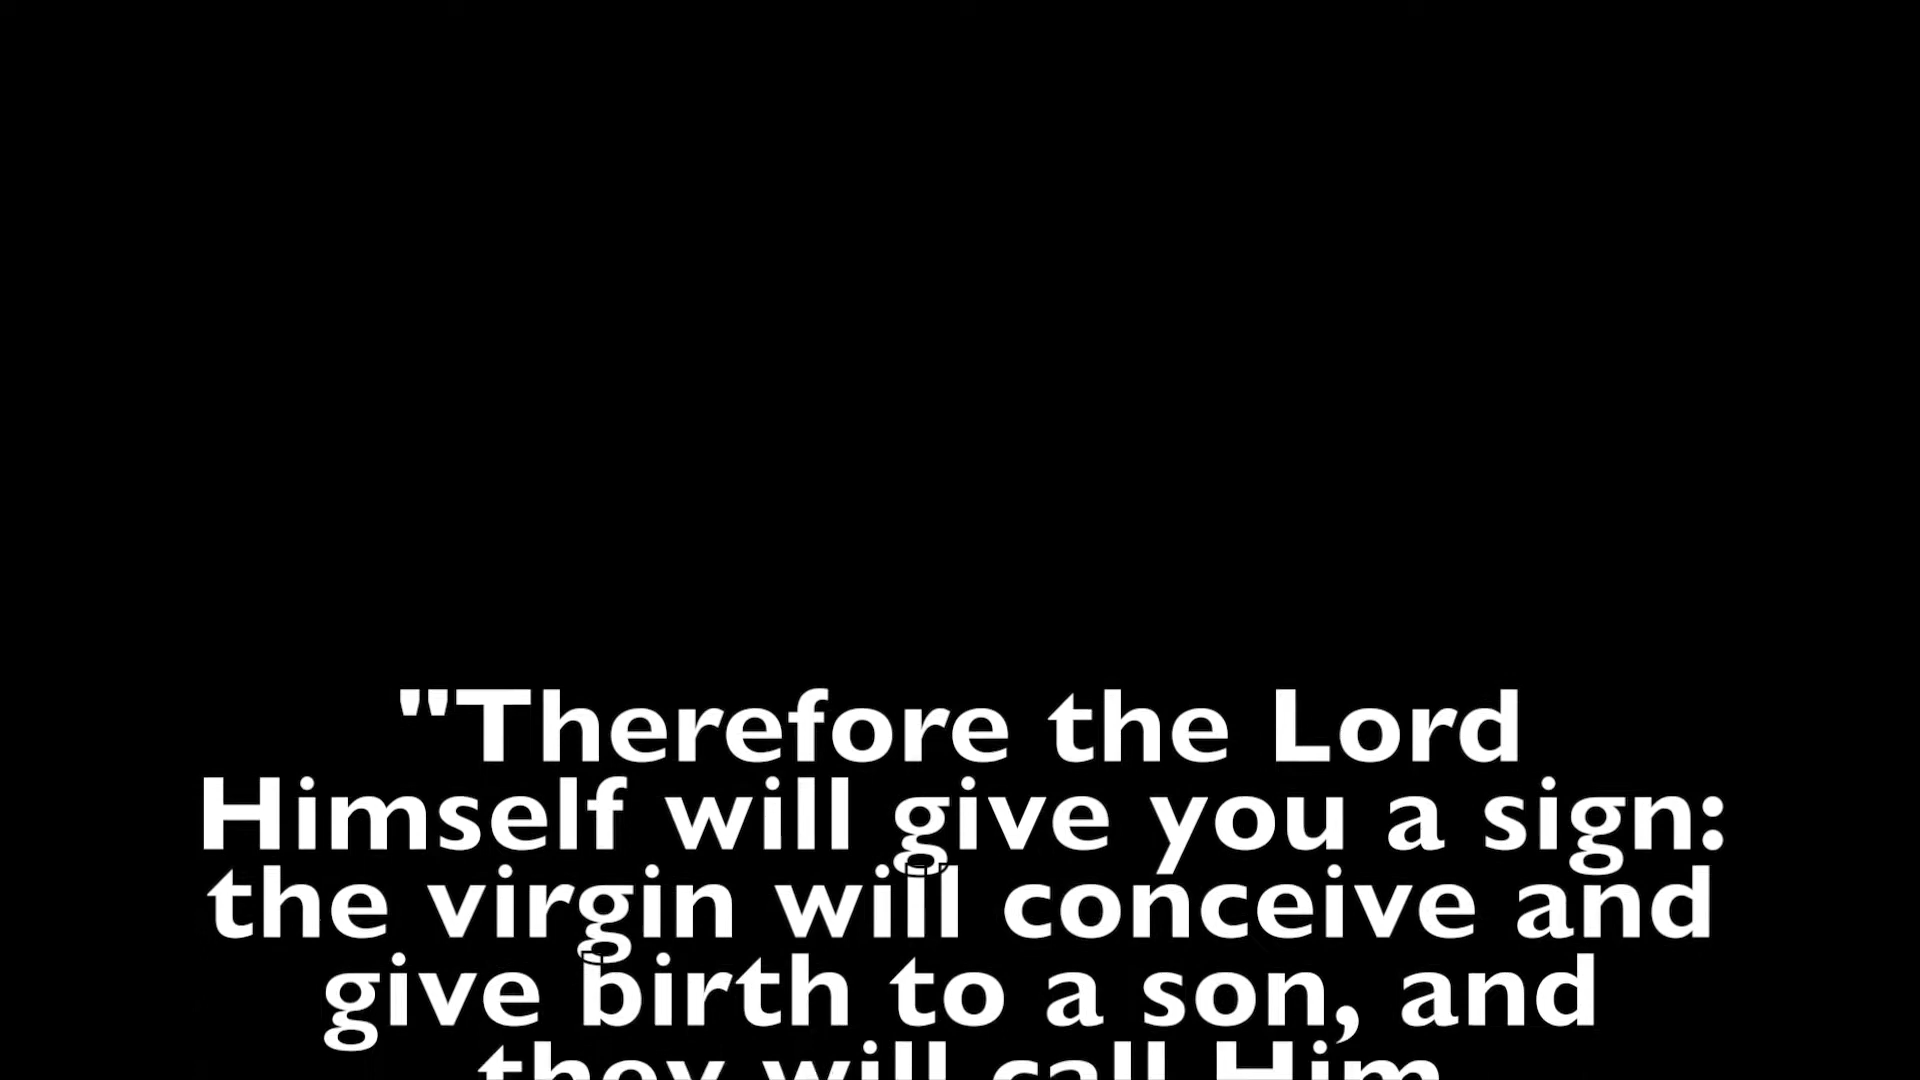 "Therefore the Lord
Himself will give you a sign:
the virgin will conceive and
give birth to a son, and
they will call Him